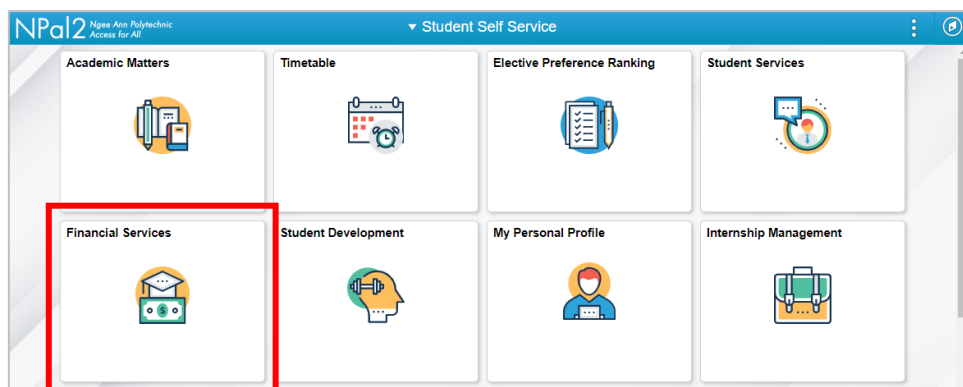 NPal2 Ngee Ann Polytechnic
Access for All
Student Self Service
Academic Matters
Timetable
Elective Preference Ranking
Student Services
Financial Services
Student Development
My Personal Profile
Internship Management